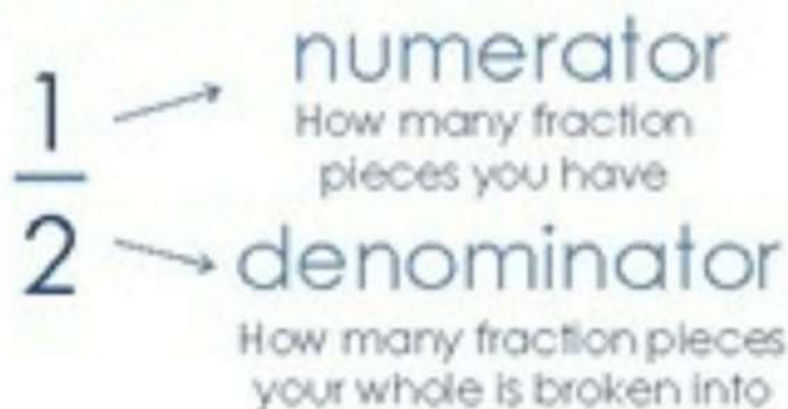 1
2
numerator
How many fraction
pieces you have
denominator
How many fraction pieces
your whole is broken into